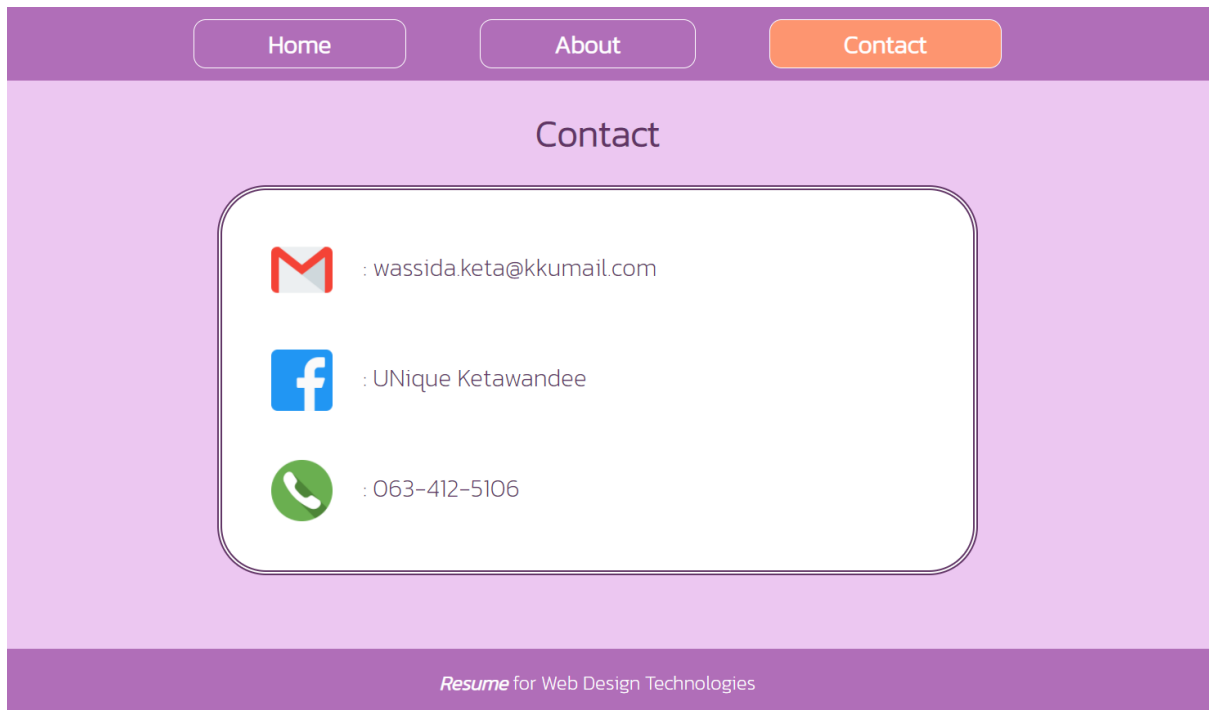 Home
About
Contact
Contact
: wassida.keta@kkumail.com
: UNique Ketawandee
: 063-412-5106
Resume for Web Design Technologies